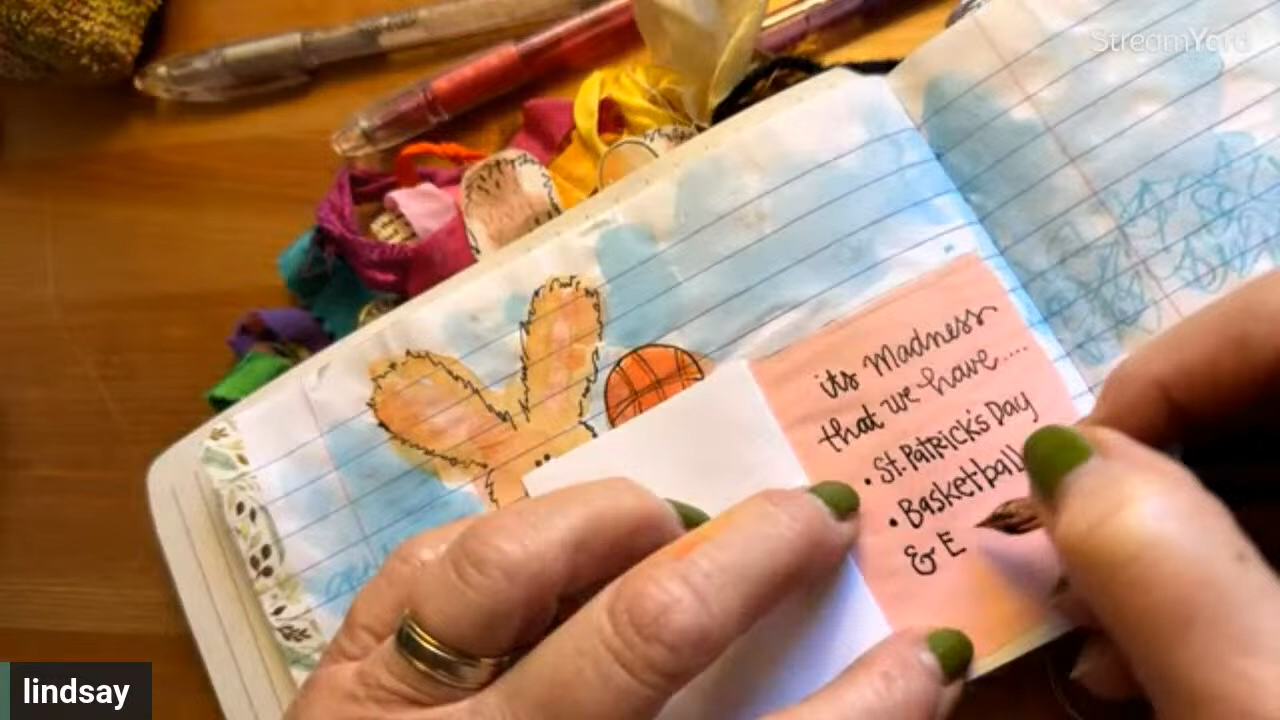 StreamYard
its Madness
that we have.....
• St. Patrick's Day
• Basketball
& E
lindsay